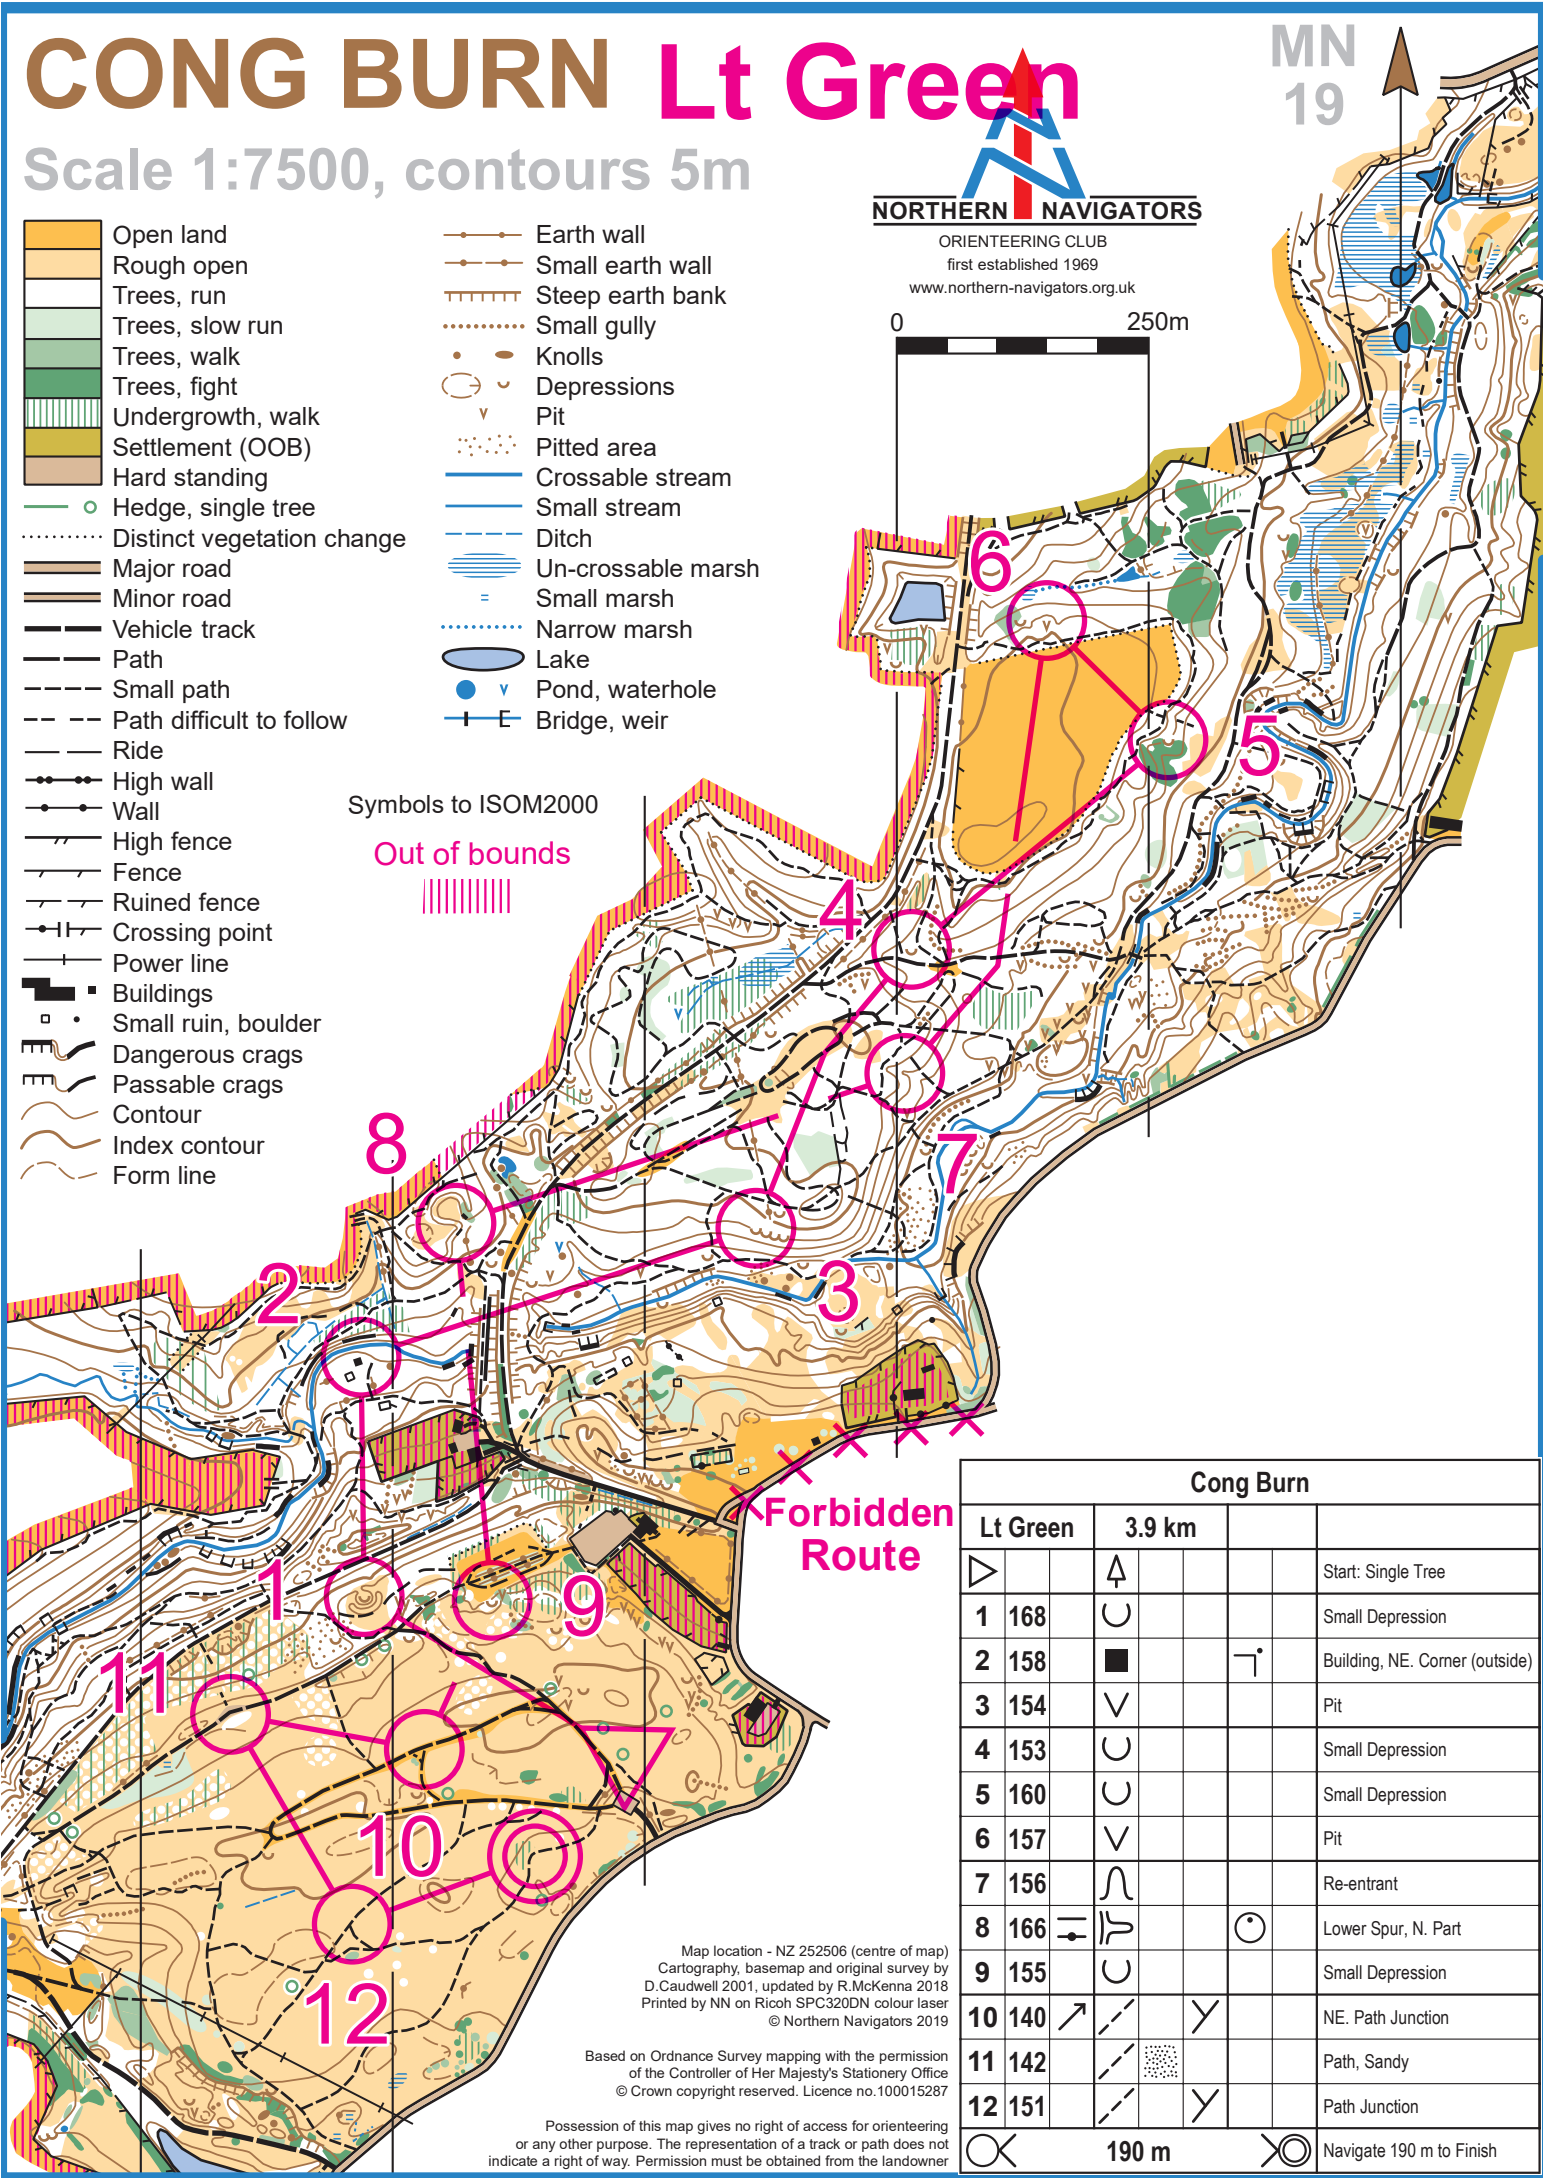 CONG BURN Lt Green
MN
19
Scale 1:7500, contours 5m
NORTHERN NAVIGATORS
ORIENTEERING CLUB
first established 1969
www.northern-navigators.org.uk
0 250m
Open land
Rough open
Trees, run
Trees, slow run
Trees, walk
Trees, fight
Undergrowth, walk
Settlement (OOB)
Hard standing
Hedge, single tree
Distinct vegetation change
Major road
Minor road
Vehicle track
Path
Small path
Path difficult to follow
Ride
High wall
Wall
High fence
Fence
Ruined fence
Crossing point
Power line
Buildings
Small ruin, boulder
Dangerous crags
Passable crags
Contour
Index contour
Form line
Earth wall
Small earth wall
Steep earth bank
Small gully
Knolls
Depressions
Pit
Pitted area
Crossable stream
Small stream
Ditch
Un-crossable marsh
Small marsh
Narrow marsh
Lake
Pond, waterhole
Bridge, weir
Symbols to ISOM2000
Out of bounds
6
5
4
7
8
2
3
1
9
11
10
12
Forbidden
Route
Cong Burn
Lt Green 3.9 km
Start: Single Tree
1 168 Small Depression
2 158 Building, NE. Corner (outside)
3 154 Pit
4 153 Small Depression
5 160 Small Depression
6 157 Pit
7 156 Re-entrant
8 166 Lower Spur, N. Part
9 155 Small Depression
10 140 NE. Path Junction
11 142 Path, Sandy
12 151 Path Junction
190 m Navigate 190 m to Finish
Map location - NZ 252506 (centre of map)
Cartography, basemap and original survey by
D.Caudwell 2001, updated by R.McKenna 2018
Printed by NN on Ricoh SPC320DN colour laser
© Northern Navigators 2019
Based on Ordnance Survey mapping with the permission
of the Controller of Her Majesty's Stationery Office
© Crown copyright reserved. Licence no.100015287
Possession of this map gives no right of access for orienteering
or any other purpose. The representation of a track or path does not
indicate a right of way. Permission must be obtained from the landowner